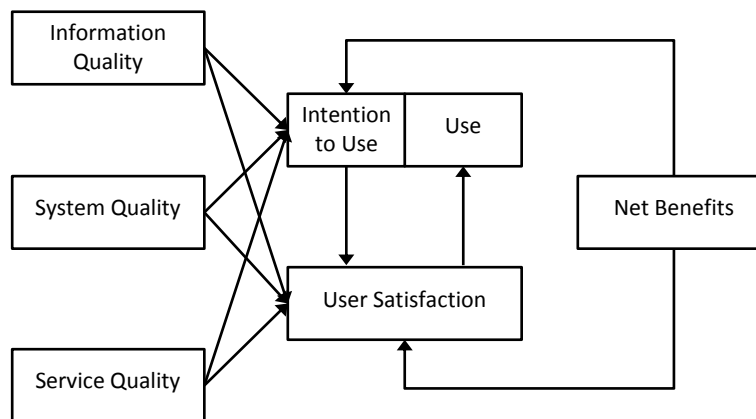 Information
Quality
Intention
to Use
Use
System Quality
Net Benefits
User Satisfaction
Service Quality